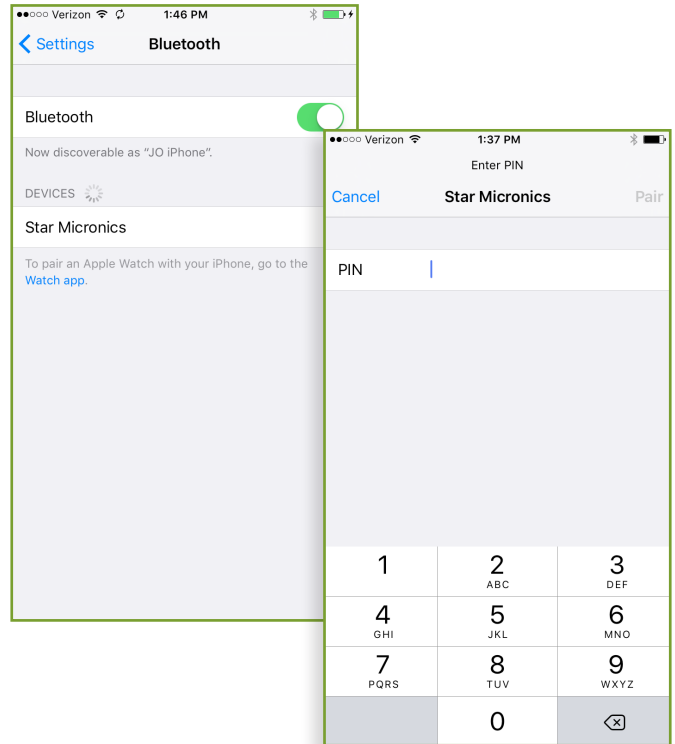 Verizon 1:46 PM
Settings Bluetooth
Bluetooth
Now discoverable as “JO iPhone”.
DEVICES
Star Micronics
To pair an Apple Watch with your iPhone, go to the
Watch app.
Verizon 1:37 PM
Enter PIN
Cancel Star Micronics Pair
PIN
1 2 3
ABC DEF
4 5 6
GHI JKL MNO
7 8 9
PQRS TUV WXYZ
0